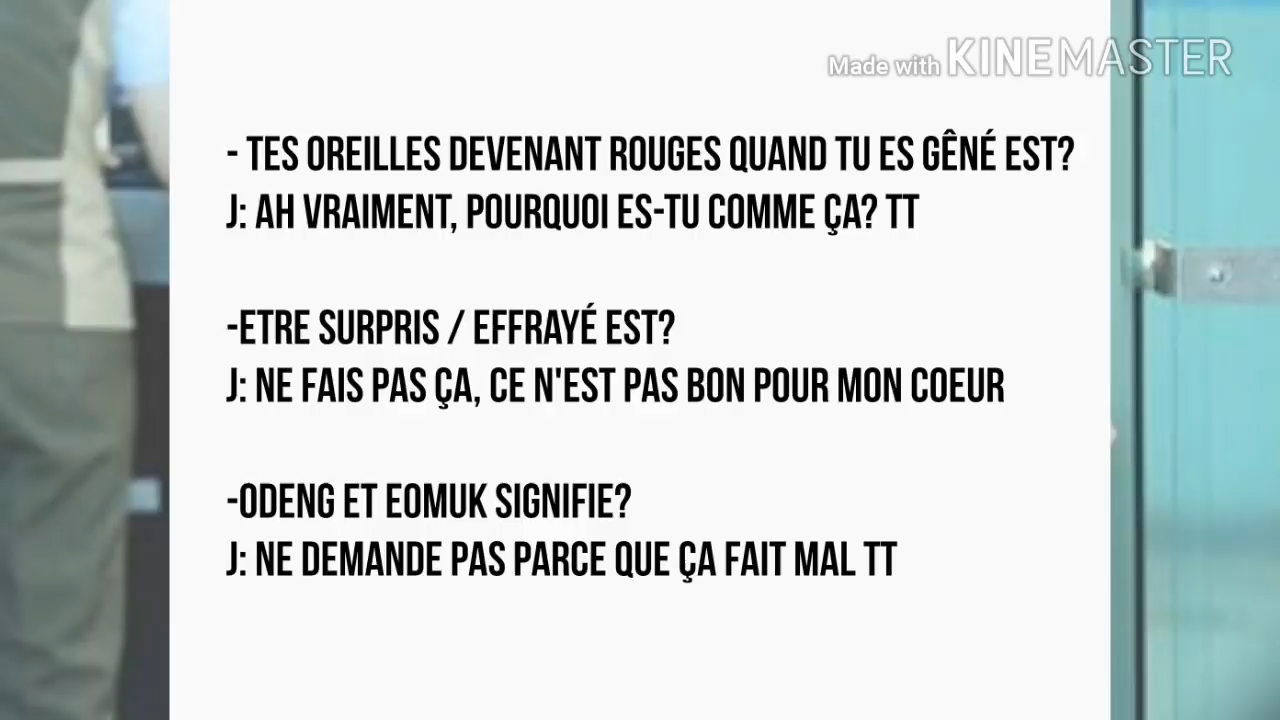 Made with KINEMASTER
- TES OREILLES DEVENANT ROUGES QUAND TU ES GÊNÉ EST?
J: AH VRAIMENT, POURQUOI ES-TU COMME ÇA? TT
-ETRE SURPRIS / EFFRAYÉ EST?
J: NE FAIS PAS ÇA, CE N'EST PAS BON POUR MON COEUR
-ODENG ET EOMUK SIGNIFIE?
J: NE DEMANDE PAS PARCE QUE ÇA FAIT MAL TT